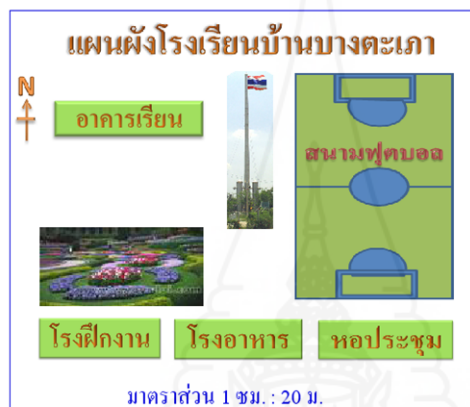 แผนผังโรงเรียนบ้านบางตะเภา
N
อาคารเรียน
สนามฟุตบอล
โรงฝึกงาน
โรงอาหาร
หอประชุม
มาตราส่วน 1 ซม. : 20 ม.